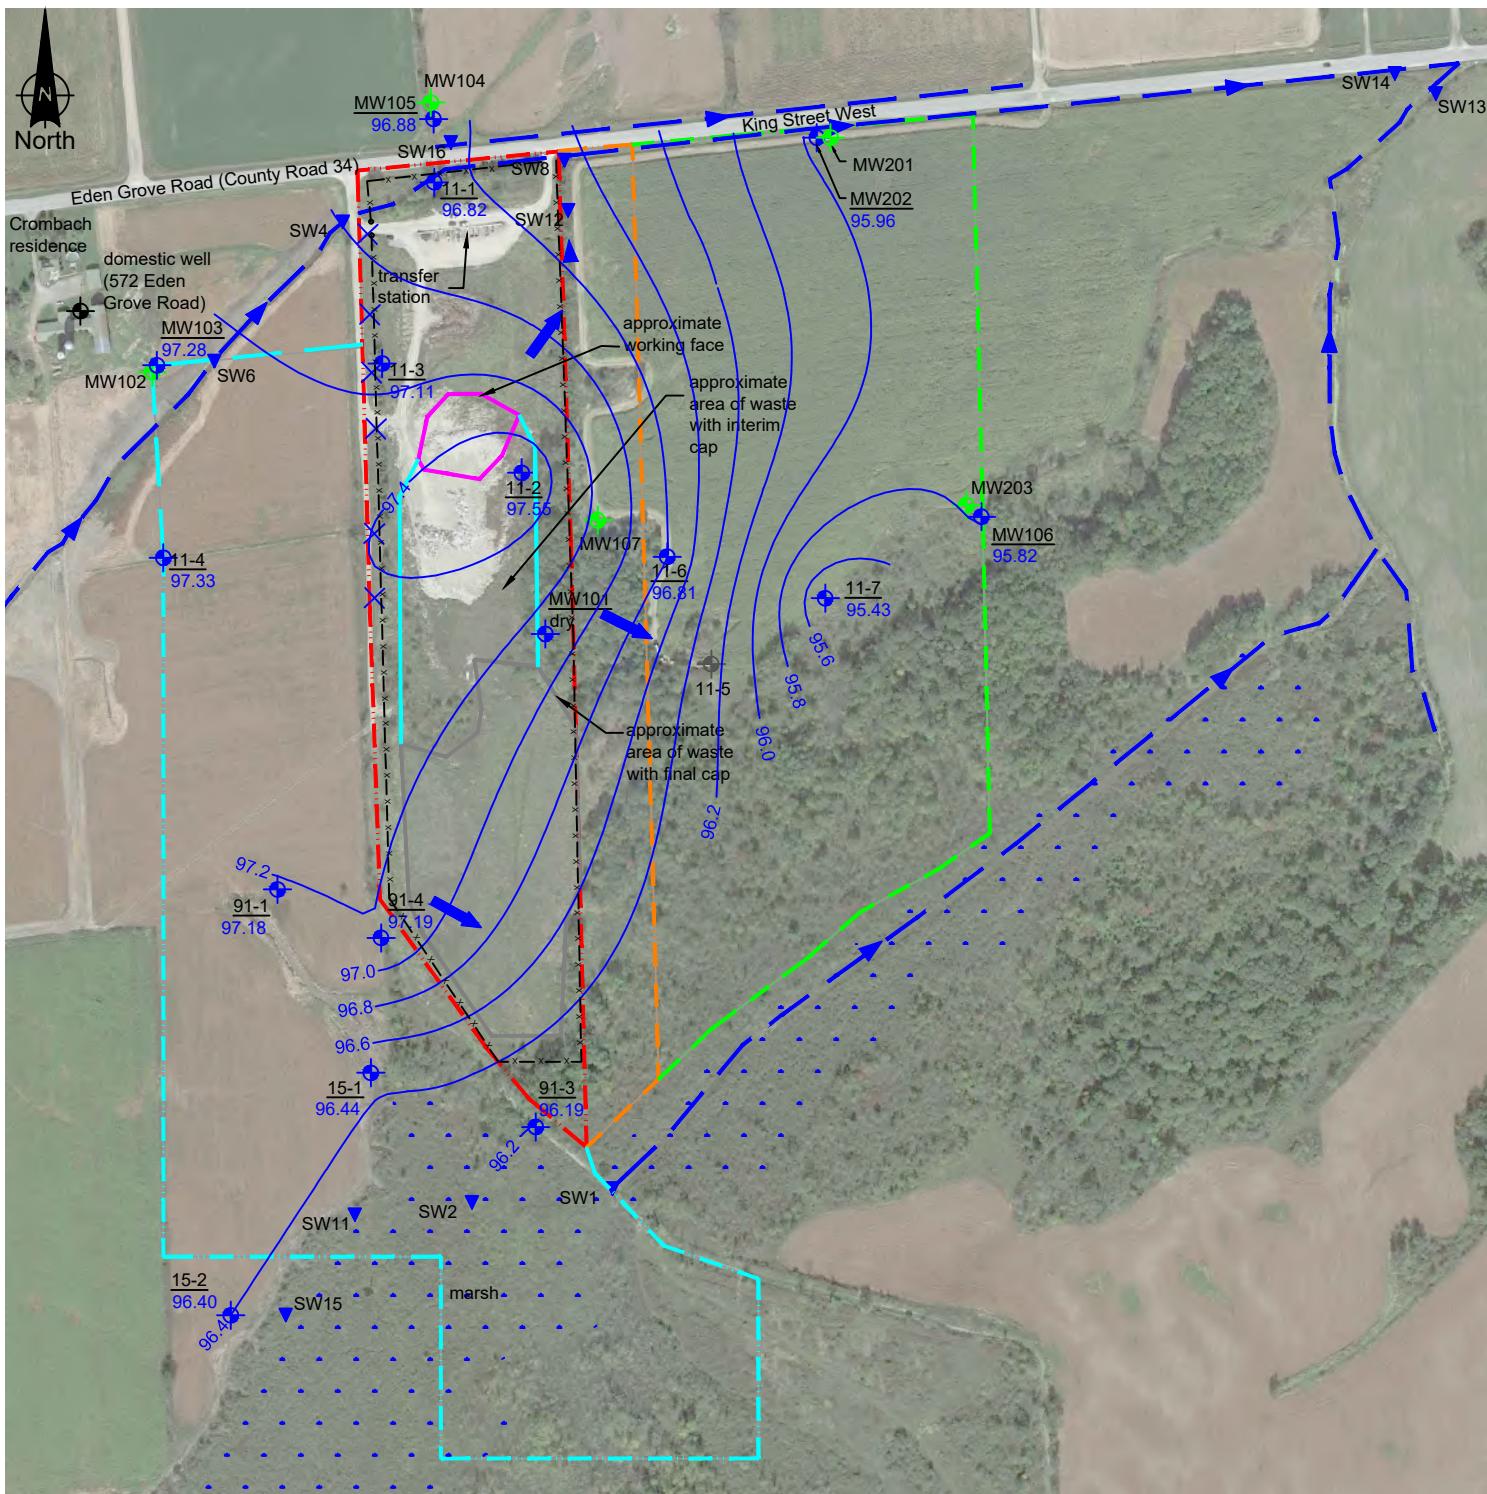 N
North
MW104
MW105
96.88
SW16
King Street West
SW14
SW13
Eden Grove Road (County Road 34)
SW8
MW201
MW202
95.96
11-1
96.82
SW12
SW4
Crombach
residence
domestic well
(572 Eden
Grove Road)
transfer
station
MW103
97.28
MW102
SW6
approximate
working face
11-3
97.11
approximate
area of waste
with interim
cap
97.4
11-2
97.55
MW107
MW203
MW106
95.82
11-4
97.33
11-6
96.81
11-7
95.43
MW101
dry
95.6
11-5
95.8
96.0
approximate
area of waste
with final cap
96.2
97.2
91-1
97.18
91-4
97.19
97.0
96.8
96.6
15-1
96.44
91-3
96.19
96.2
SW1
SW2
SW11
15-2
96.40
SW15
marsh
96.4